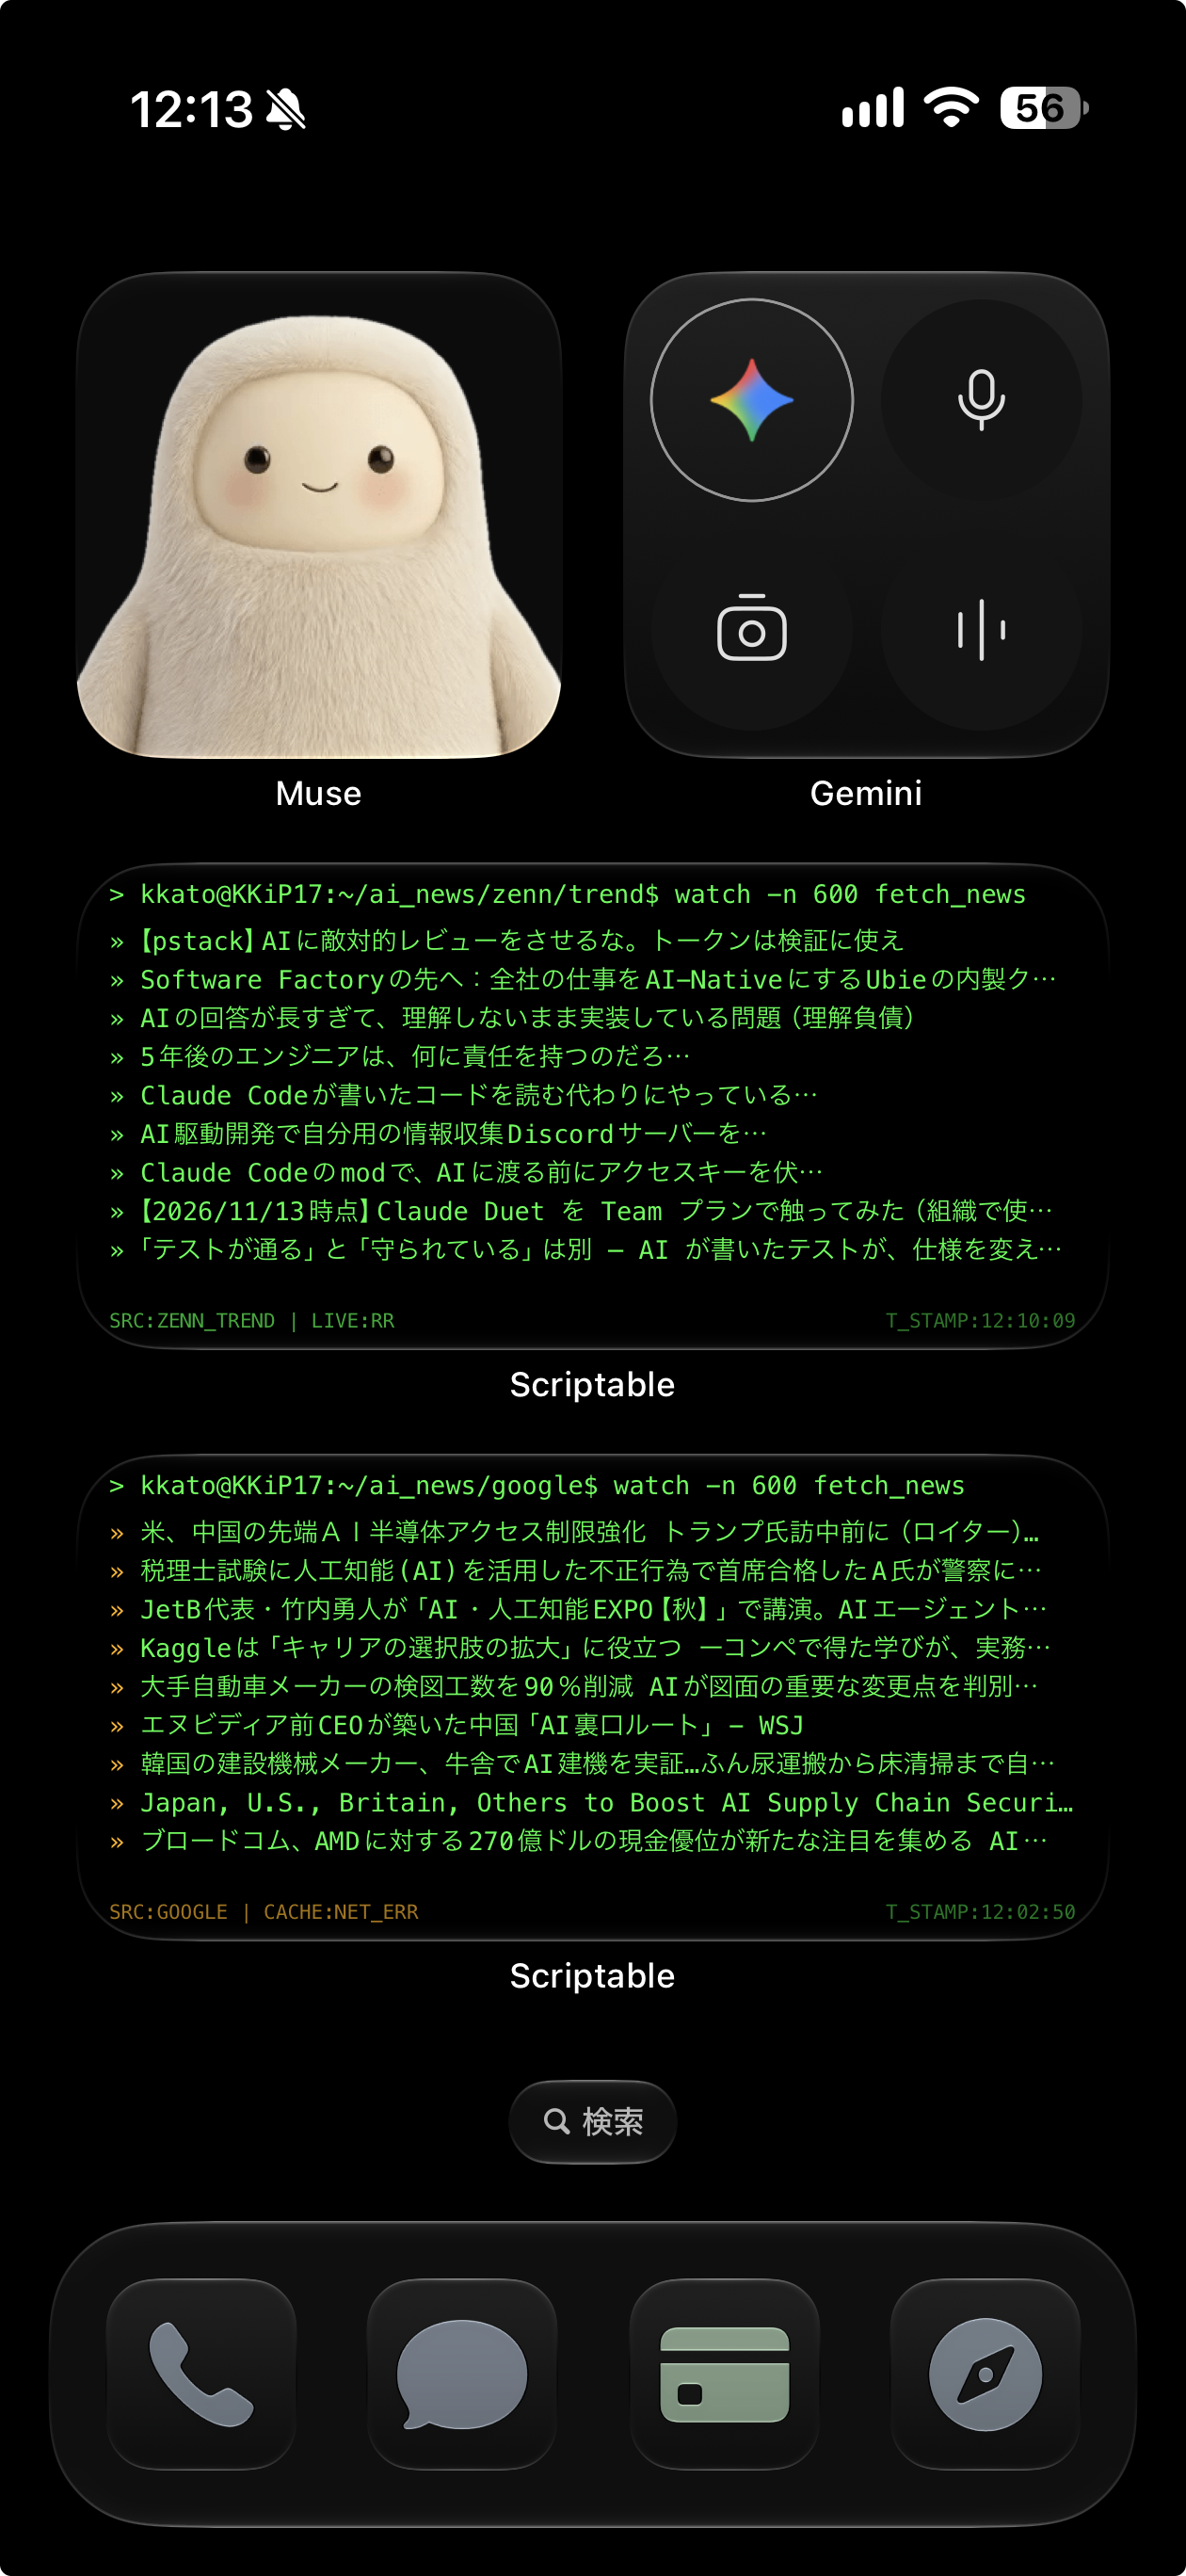 12:13
56
Muse
Gemini
> kkato@KKiP17:~/ai_news/zenn/trend$ watch -n 600 fetch_news
» 【pstack】AIに敵対的レビューをさせるな。トークンは検証に使え
» Software Factoryの先へ：全社の仕事をAI-NativeにするUbieの内製ク…
» AIの回答が長すぎて、理解しないまま実装している問題（理解負債）
» 5年後のエンジニアは、何に責任を持つのだろ…
» Claude Codeが書いたコードを読む代わりにやっている…
» AI駆動開発で自分用の情報収集Discordサーバーを…
» Claude Codeのmodで、AIに渡る前にアクセスキーを伏…
» 【2026/11/13時点】Claude Duet を Team プランで触ってみた（組織で使…
» 「テストが通る」と「守られている」は別 — AI が書いたテストが、仕様を変え…
SRC:ZENN_TREND | LIVE:RR
T_STAMP:12:10:09
Scriptable
> kkato@KKiP17:~/ai_news/google$ watch -n 600 fetch_news
» 米、中国の先端ＡＩ半導体アクセス制限強化 トランプ氏訪中前に（ロイター）…
» 税理士試験に人工知能(AI)を活用した不正行為で首席合格したA氏が警察に…
» JetB代表・竹内勇人が「AI・人工知能EXPO【秋】」で講演。AIエージェント…
» Kaggleは「キャリアの選択肢の拡大」に役立つ ーコンペで得た学びが、実務…
» 大手自動車メーカーの検図工数を90％削減 AIが図面の重要な変更点を判別…
» エヌビディア前CEOが築いた中国「AI裏口ルート」 - WSJ
» 韓国の建設機械メーカー、牛舎でAI建機を実証…ふん尿運搬から床清掃まで自…
» Japan, U.S., Britain, Others to Boost AI Supply Chain Securi…
» ブロードコム、AMDに対する270億ドルの現金優位が新たな注目を集める AI…
SRC:GOOGLE | CACHE:NET_ERR
T_STAMP:12:02:50
Scriptable
検索